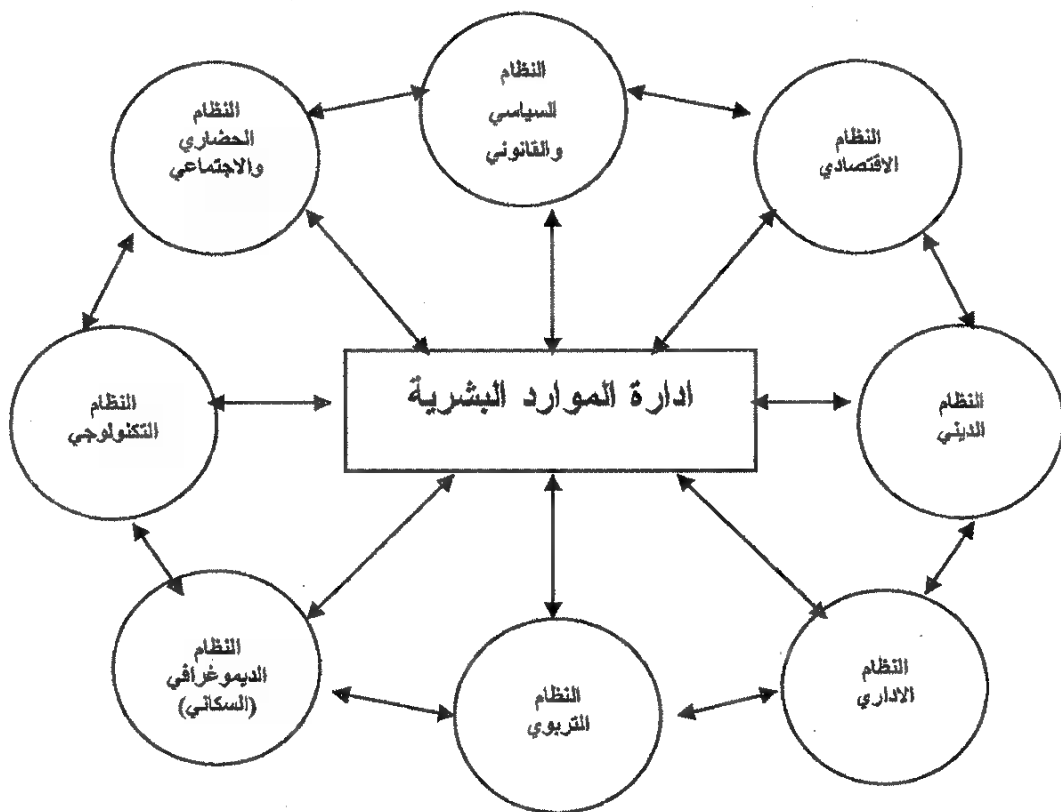 النظام
السياسي
والقانوني
النظام
الاقتصادي
النظام
الحضاري
والاجتماعي
ادارة الموارد البشرية
النظام
الديني
النظام
التكنولوجي
النظام
الاداري
النظام
التربوي
النظام
الديموغرافي
(السكاني)